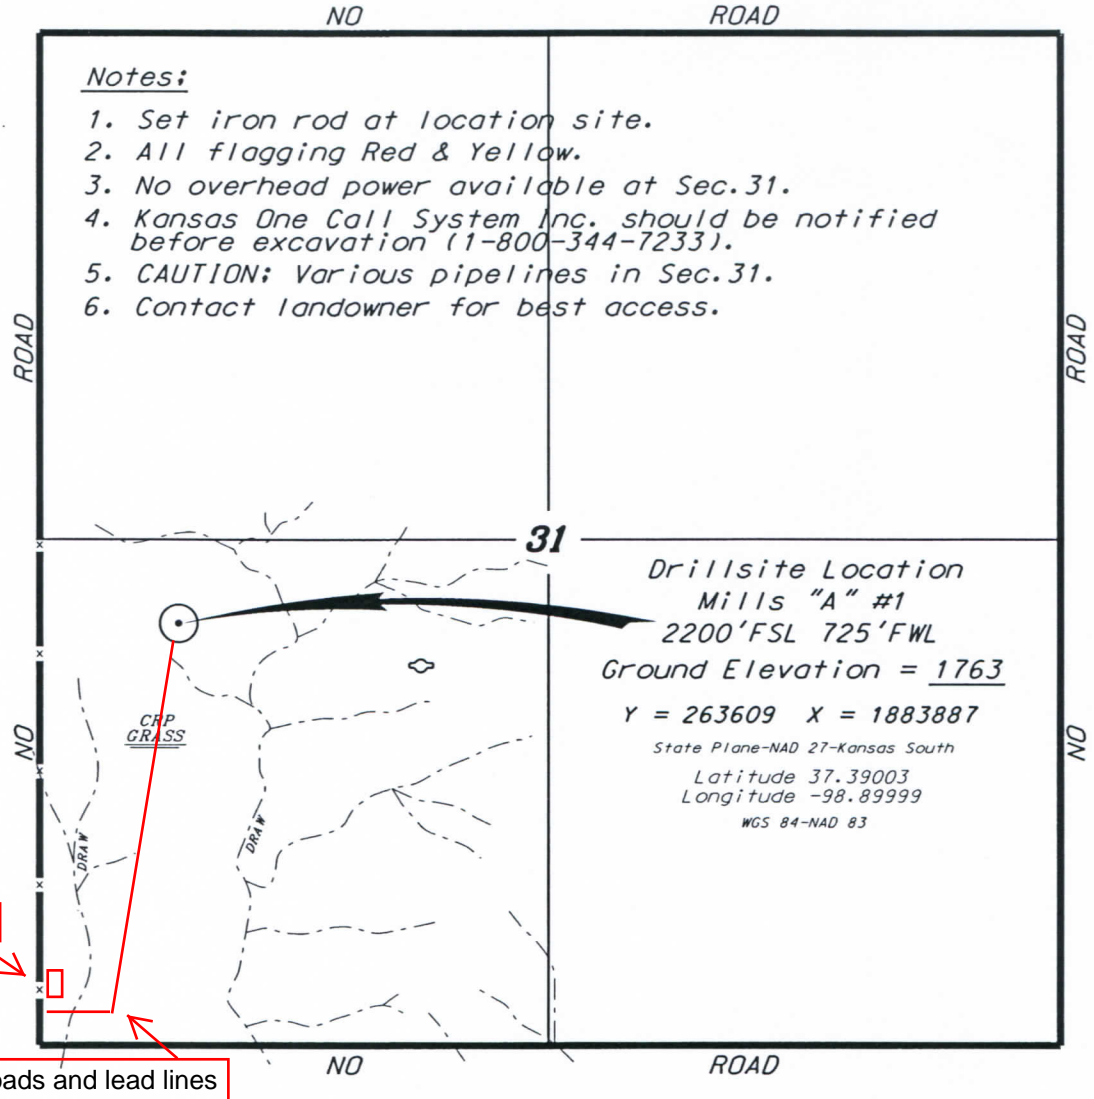 NO ROAD
Notes:
1. Set iron rod at location site.
2. All flagging Red & Yellow.
3. No overhead power available at Sec.31.
4. Kansas One Call System Inc. should be notified
before excavation (1-800-344-7233).
5. CAUTION: Various pipelines in Sec.31.
6. Contact landowner for best access.
ROAD
ROAD
31
Drillsite Location
Mills "A" #1
2200'FSL 725'FWL
Ground Elevation = 1763
Y = 263609 X = 1883887
State Plane-NAD 27-Kansas South
Latitude 37.39003
Longitude -98.89999
WGS 84-NAD 83
CRP
GRASS
NO
NO
DRAW
DRAW
NO ROAD
and lead lines